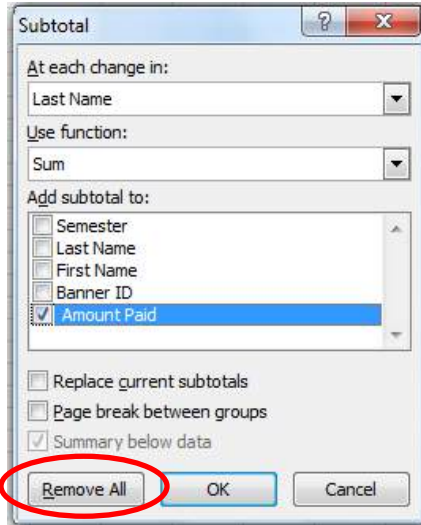 Subtotal
At each change in:
Last Name
Use function:
Sum
Add subtotal to:
Semester
Last Name
First Name
Banner ID
Amount Paid
Replace current subtotals
Page break between groups
Summary below data
Remove All OK Cancel